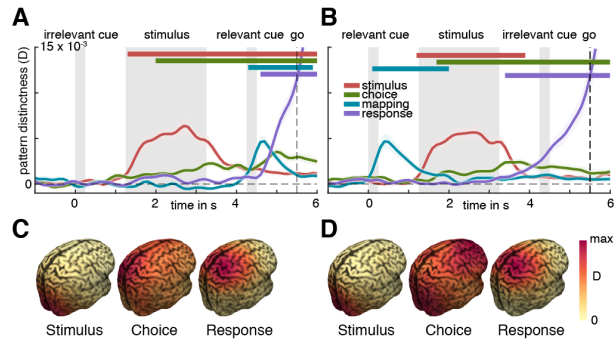 A
B
irrelevant cue stimulus relevant cue go
relevant cue stimulus irrelevant cue go
15 x 10⁻³
pattern distinctness (D)
0
stimulus
choice
mapping
response
0 2 4 6
time in s
0 2 4 6
time in s
C
D
Stimulus Choice Response
Stimulus Choice Response
max
D
0